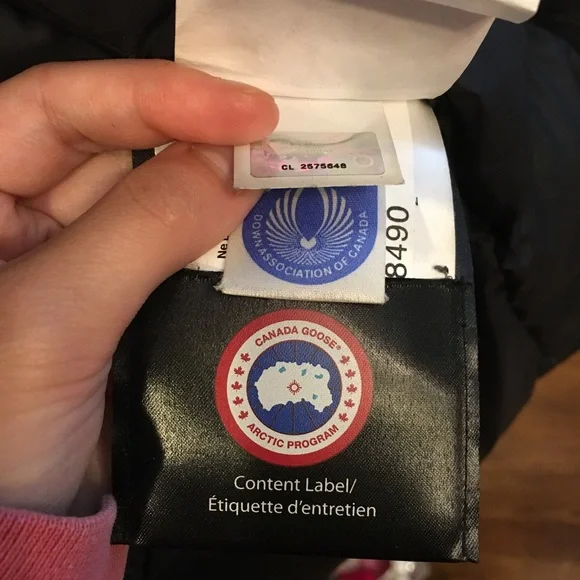 CL 2575648
DOWN ASSOCIATION OF CANADA
8490
CANADA GOOSE®
ARCTIC PROGRAM
Content Label/
Étiquette d'entretien